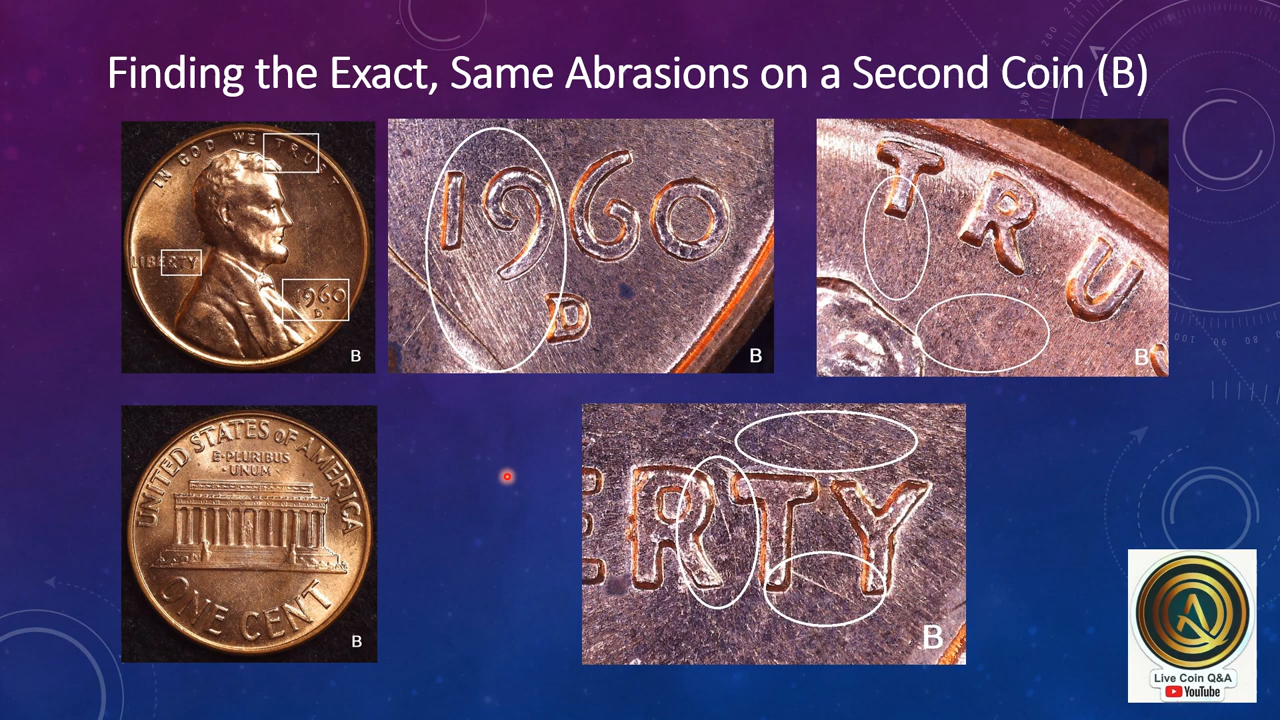 Finding the Exact, Same Abrasions on a Second Coin (B)
IN GOD WE TRUST
LIBERTY
1960
D
B
1960
D
B
TRU
B
UNITED STATES OF AMERICA
E·PLURIBUS
·UNUM·
ONE CENT
B
ERTY
B
Live Coin Q&A
YouTube